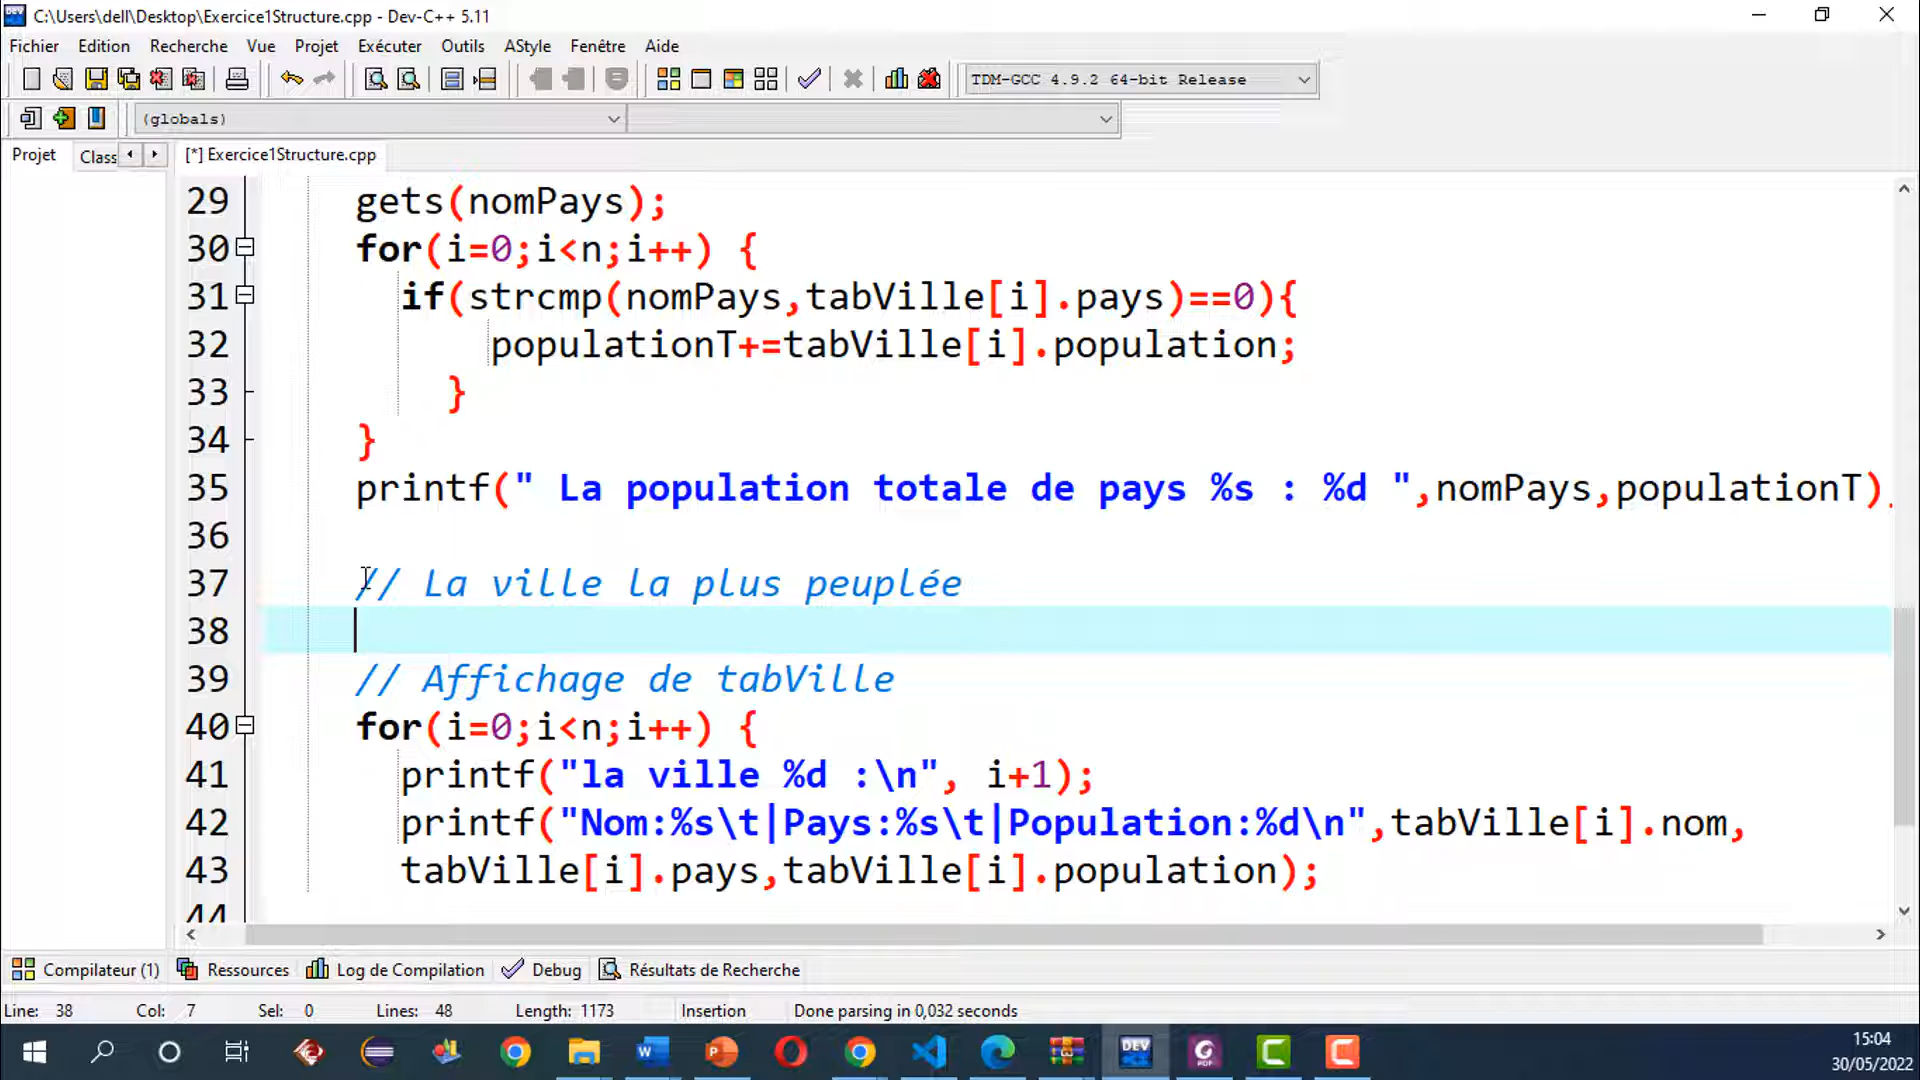 C:\Users\dell\Desktop\Exercice1Structure.cpp - Dev-C++ 5.11
Fichier Edition Recherche Vue Projet Exécuter Outils AStyle Fenêtre Aide
TDM-GCC 4.9.2 64-bit Release
(globals)
Projet Class [*] Exercice1Structure.cpp
29 gets(nomPays);
30 for(i=0;i<n;i++) {
31 if(strcmp(nomPays,tabVille[i].pays)==0){
32 populationT+=tabVille[i].population;
33 }
34 }
35 printf(" La population totale de pays %s : %d ",nomPays,populationT);
36
37 // La ville la plus peuplée
38
39 // Affichage de tabVille
40 for(i=0;i<n;i++) {
41 printf("la ville %d :\n", i+1);
42 printf("Nom:%s\t|Pays:%s\t|Population:%d\n",tabVille[i].nom,
43 tabVille[i].pays,tabVille[i].population);
44
Compilateur (1) Ressources Log de Compilation Debug Résultats de Recherche
Line: 38 Col: 7 Sel: 0 Lines: 48 Length: 1173 Insertion Done parsing in 0,032 seconds
15:04
30/05/2022